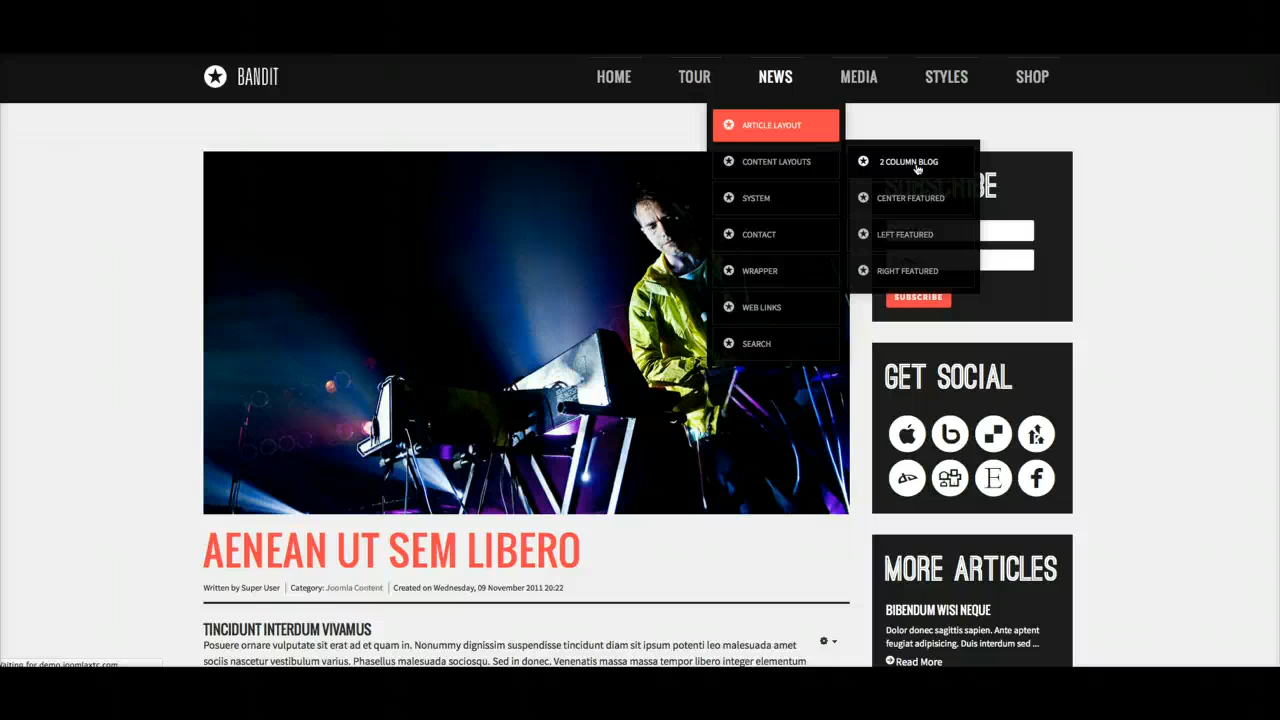 BANDIT
HOME TOUR NEWS MEDIA STYLES SHOP
ARTICLE LAYOUT
CONTENT LAYOUTS
SYSTEM
CONTACT
WRAPPER
WEB LINKS
SEARCH
2 COLUMN BLOG
CENTER FEATURED
LEFT FEATURED
RIGHT FEATURED
SUBSCRIBE
SUBSCRIBE
GET SOCIAL
MORE ARTICLES
BIBENDUM WISI NEQUE
Dolor donec sagittis sapien. Ante aptent
feugiat adipiscing. Duis interdum sed ...
Read More
AENEAN UT SEM LIBERO
Written by Super User Category: Joomla Content Created on Wednesday, 09 November 2011 20:22
TINCIDUNT INTERDUM VIVAMUS
Posuere ornare vulputate sit erat ad et quam in. Nonummy dignissim suspendisse tincidunt diam sit ipsum potenti leo malesuada amet
sociis nascetur vestibulum varius. Phasellus malesuada sociosqu. Sed in donec. Venenatis massa massa tempor libero integer elementum